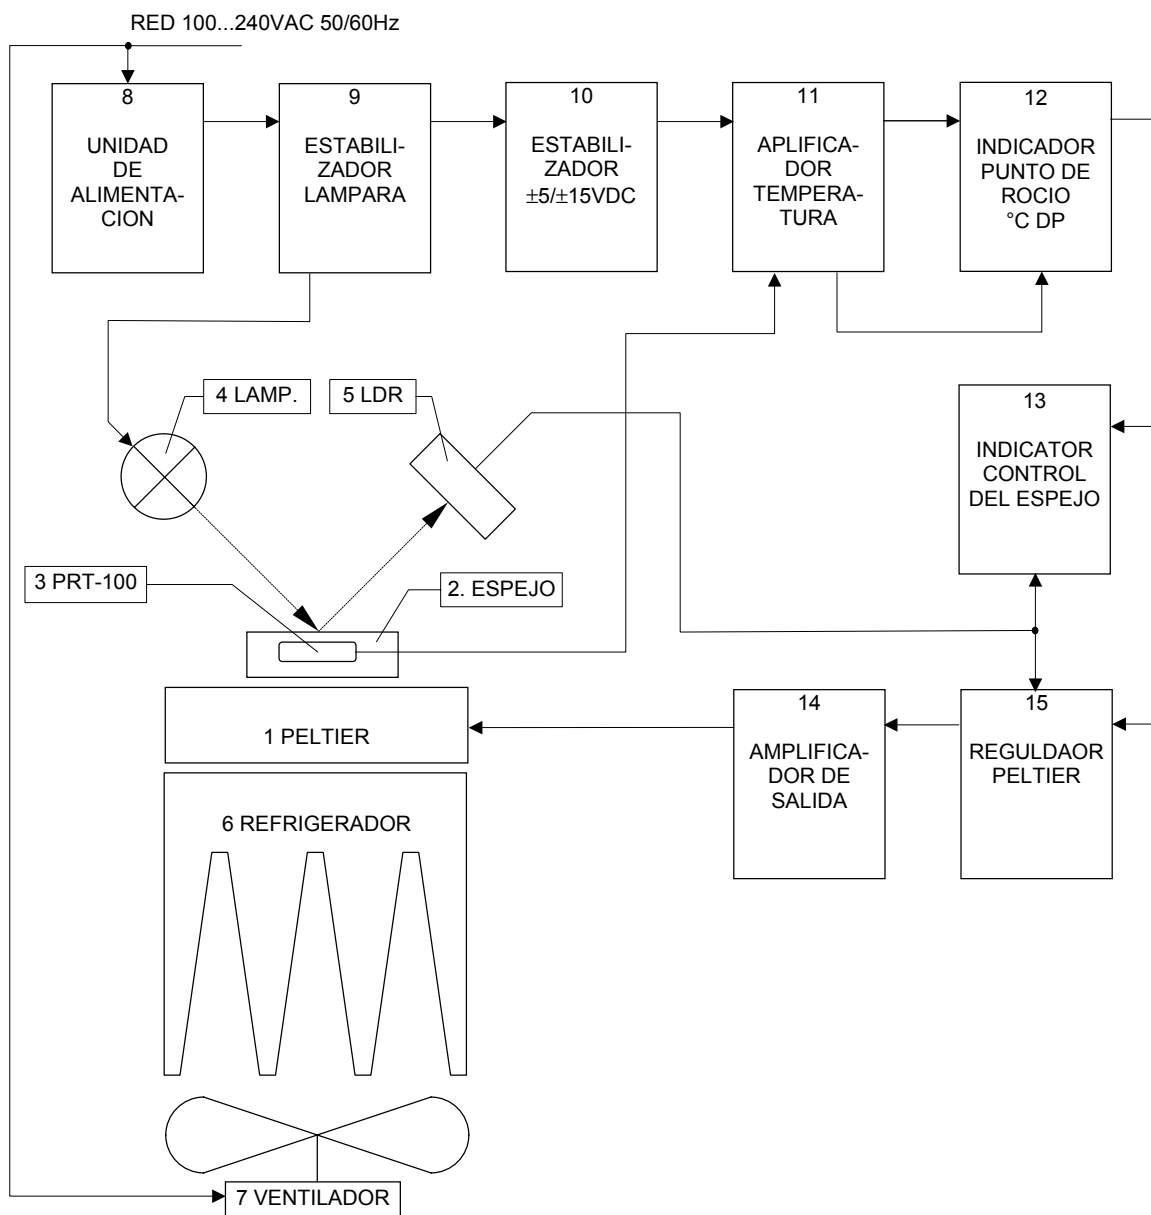 RED 100...240VAC 50/60Hz
8
UNIDAD
DE
ALIMENTA-
CION
9
ESTABILI-
ZADOR
LAMPARA
10
ESTABILI-
ZADOR
±5/±15VDC
11
APLIFICA-
DOR
TEMPERA-
TURA
12
INDICADOR
PUNTO DE
ROCIO
°C DP
4 LAMP.
5 LDR
13
INDICATOR
CONTROL
DEL ESPEJO
3 PRT-100
2. ESPEJO
1 PELTIER
14
AMPLIFICA-
DOR DE
SALIDA
15
REGULDAOR
PELTIER
6 REFRIGERADOR
7 VENTILADOR